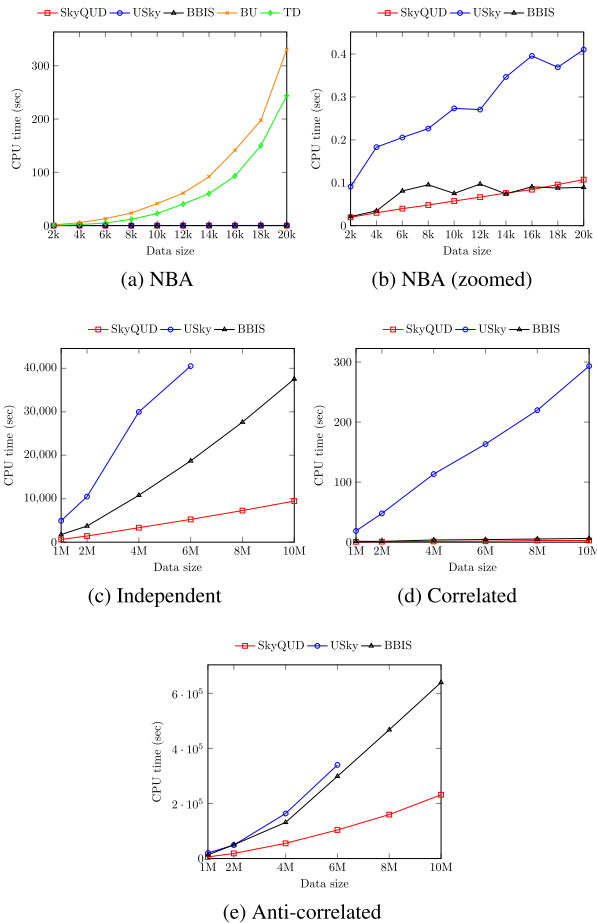 SkyQUD USky BBIS BU TD
300
200
100
0
CPU time (sec)
2k 4k 6k 8k 10k 12k 14k 16k 18k 20k
Data size
(a) NBA
SkyQUD USky BBIS
0.4
0.3
0.2
0.1
0
CPU time (sec)
2k 4k 6k 8k 10k 12k 14k 16k 18k 20k
Data size
(b) NBA (zoomed)
SkyQUD USky BBIS
40,000
30,000
20,000
10,000
0
CPU time (sec)
1M 2M 4M 6M 8M 10M
Data size
(c) Independent
SkyQUD USky BBIS
300
200
100
0
CPU time (sec)
1M 2M 4M 6M 8M 10M
Data size
(d) Correlated
SkyQUD USky BBIS
6 · 10⁵
4 · 10⁵
2 · 10⁵
0
CPU time (sec)
1M 2M 4M 6M 8M 10M
Data size
(e) Anti-correlated